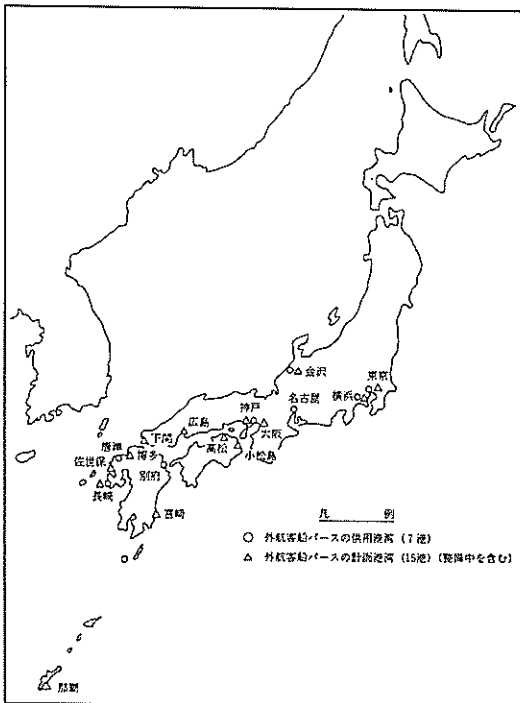 金沢
東京
横浜
名古屋
神戸
大阪
広島
下関
高松
小松島
唐津
博多
佐世保
別府
長崎
宮崎
凡 例
○ 外航客船バースの供用港湾（7港）
△ 外航客船バースの計画港湾（15港）（整備中を含む）
那覇